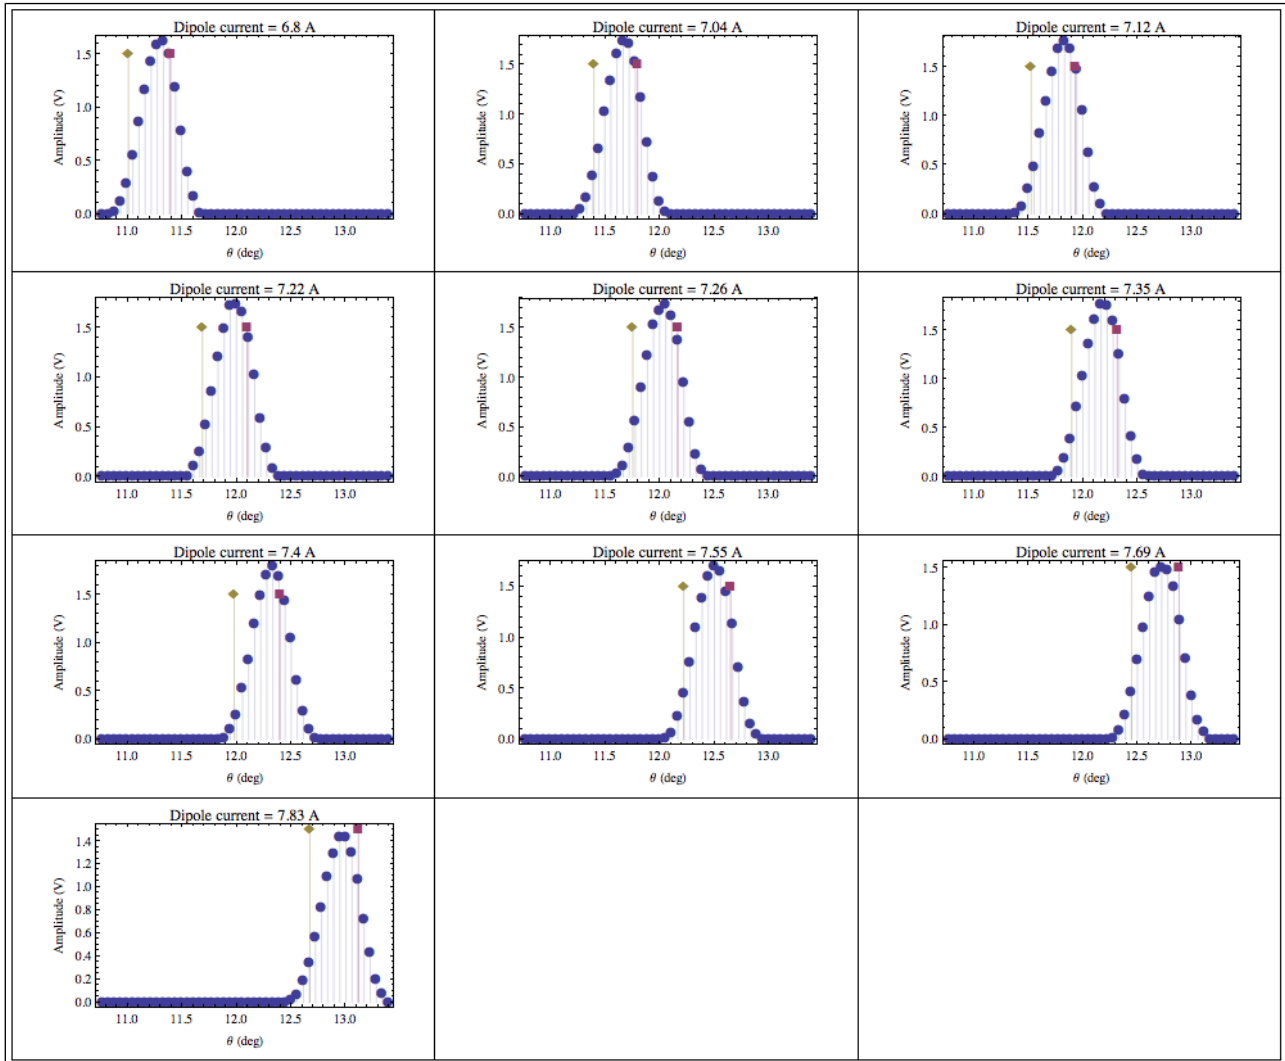 Dipole current = 6.8 A
1.5
1.0
0.5
0.0
Amplitude (V)
11.0 11.5 12.0 12.5 13.0
θ (deg)
Dipole current = 7.04 A
1.5
1.0
0.5
0.0
Amplitude (V)
11.0 11.5 12.0 12.5 13.0
θ (deg)
Dipole current = 7.12 A
1.5
1.0
0.5
0.0
Amplitude (V)
11.0 11.5 12.0 12.5 13.0
θ (deg)
Dipole current = 7.22 A
1.5
1.0
0.5
0.0
Amplitude (V)
11.0 11.5 12.0 12.5 13.0
θ (deg)
Dipole current = 7.26 A
1.5
1.0
0.5
0.0
Amplitude (V)
11.0 11.5 12.0 12.5 13.0
θ (deg)
Dipole current = 7.35 A
1.5
1.0
0.5
0.0
Amplitude (V)
11.0 11.5 12.0 12.5 13.0
θ (deg)
Dipole current = 7.4 A
1.5
1.0
0.5
0.0
Amplitude (V)
11.0 11.5 12.0 12.5 13.0
θ (deg)
Dipole current = 7.55 A
1.5
1.0
0.5
0.0
Amplitude (V)
11.0 11.5 12.0 12.5 13.0
θ (deg)
Dipole current = 7.69 A
1.5
1.0
0.5
0.0
Amplitude (V)
11.0 11.5 12.0 12.5 13.0
θ (deg)
Dipole current = 7.83 A
1.4
1.2
1.0
0.8
0.6
0.4
0.2
0.0
Amplitude (V)
11.0 11.5 12.0 12.5 13.0
θ (deg)